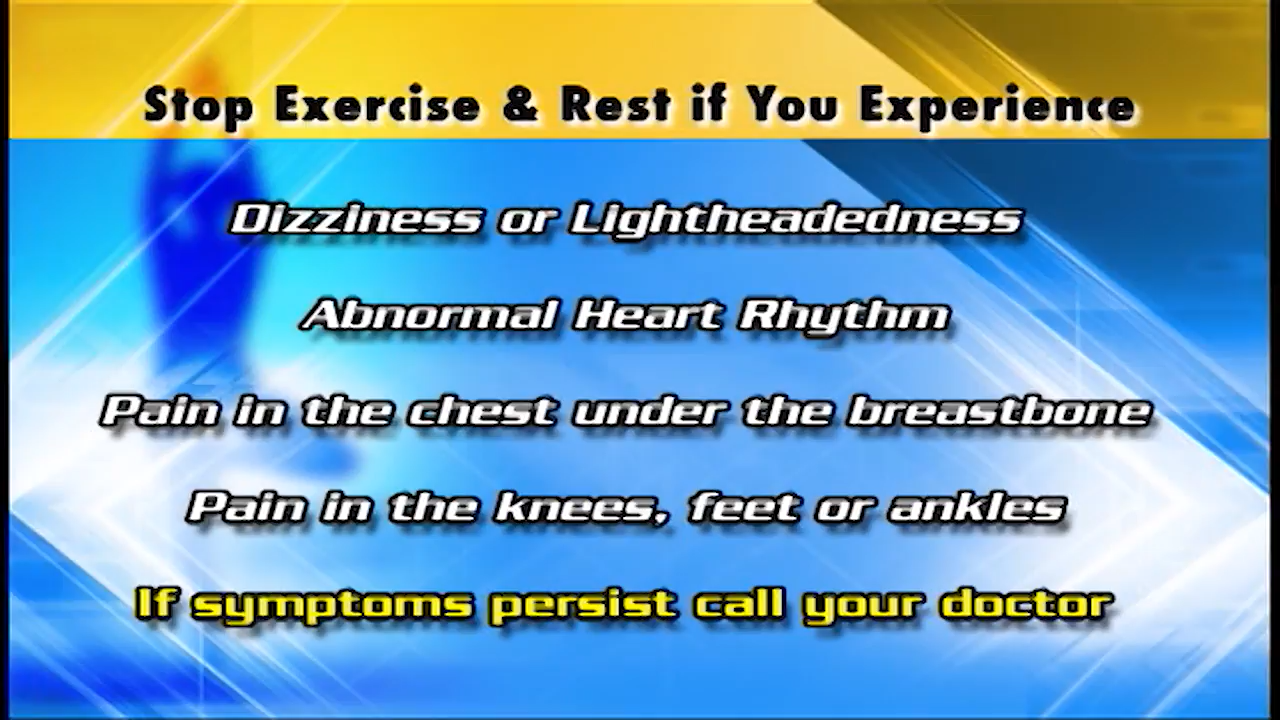 Stop Exercise & Rest if You Experience
Dizziness or Lightheadedness
Abnormal Heart Rhythm
Pain in the chest under the breastbone
Pain in the knees, feet or ankles
If symptoms persist call your doctor